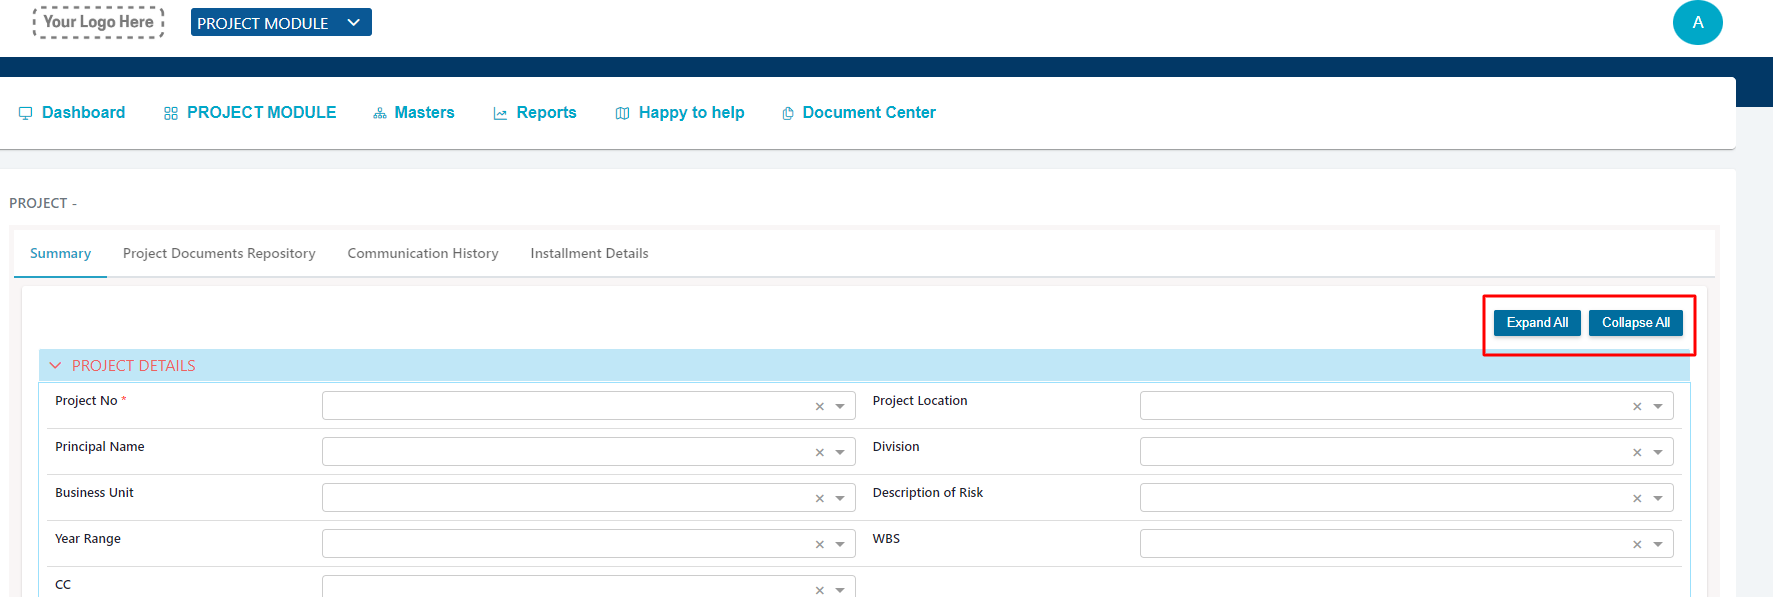 Your Logo Here
PROJECT MODULE
A
Dashboard PROJECT MODULE Masters Reports Happy to help Document Center
PROJECT -
Summary Project Documents Repository Communication History Installment Details
Expand All Collapse All
PROJECT DETAILS
Project No * Project Location
Principal Name Division
Business Unit Description of Risk
Year Range WBS
CC